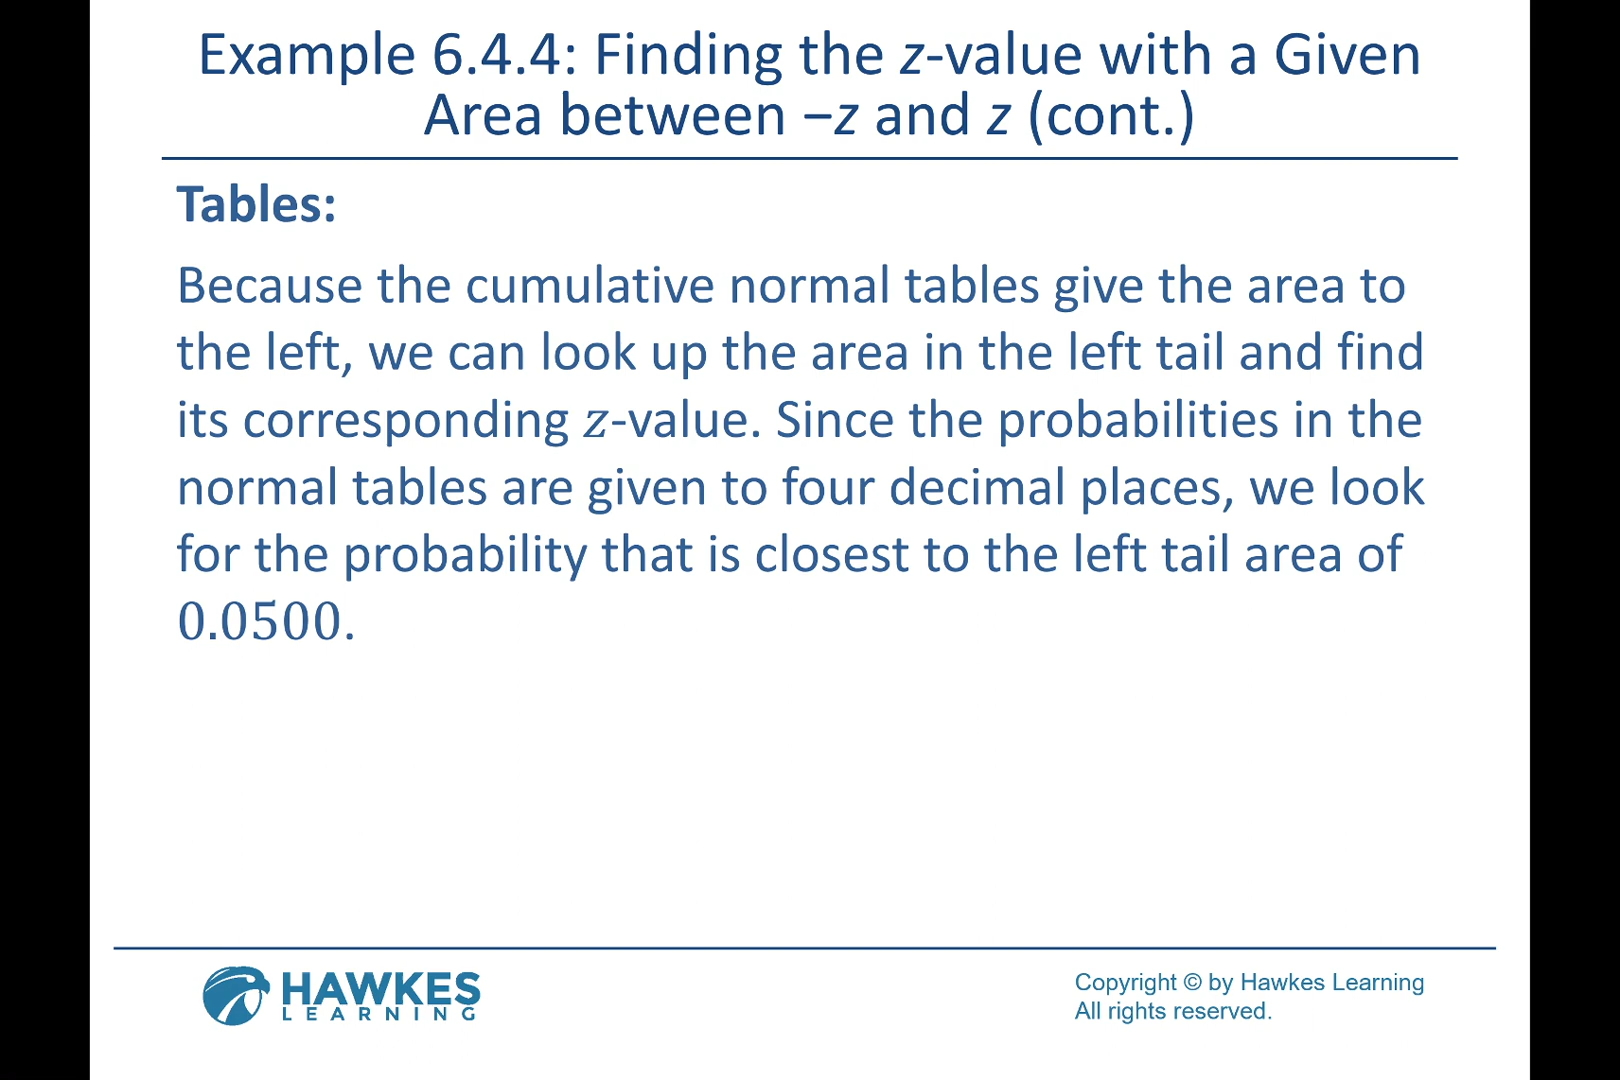 Example 6.4.4: Finding the z-value with a Given
Area between −z and z (cont.)
Tables:
Because the cumulative normal tables give the area to
the left, we can look up the area in the left tail and find
its corresponding z-value. Since the probabilities in the
normal tables are given to four decimal places, we look
for the probability that is closest to the left tail area of
0.0500.
HAWKES
LEARNING
Copyright © by Hawkes Learning
All rights reserved.